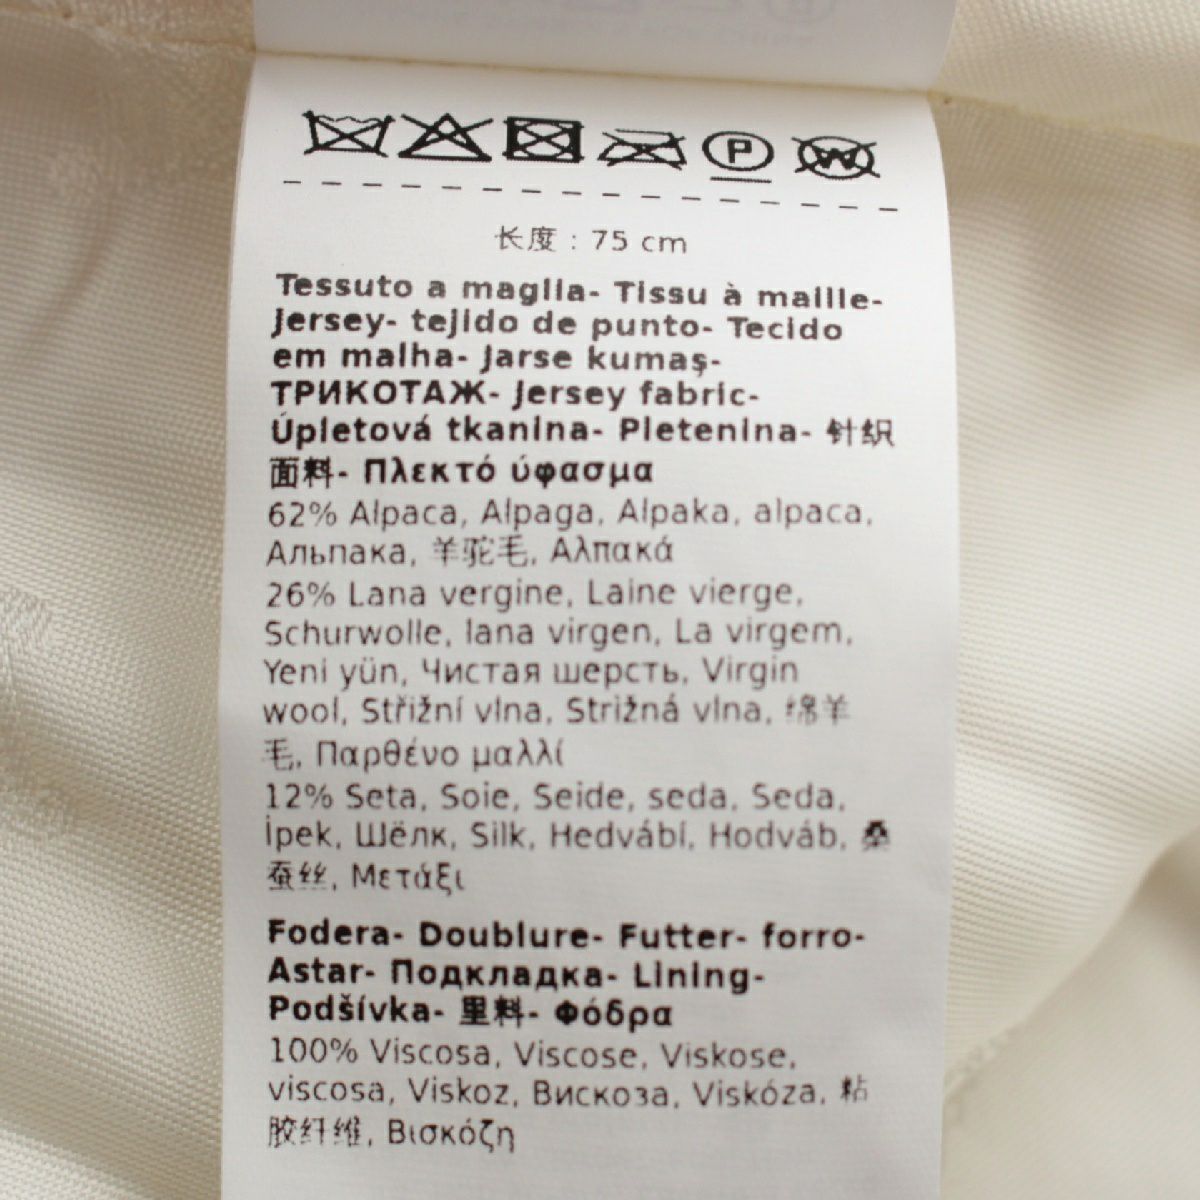 P W
长度：75 cm
Tessuto a maglia- Tissu à maille-
Jersey- tejido de punto- Tecido
em malha- Jarse kumaş-
ТРИКОТАЖ- Jersey fabric-
Úpletová tkanina- Pletenina- 针织
面料- Πλεκτό ύφασμα
62% Alpaca, Alpaga, Alpaka, alpaca,
Альпака, 羊驼毛, Αλπακά
26% Lana vergine, Laine vierge,
Schurwolle, lana virgen, La virgem,
Yeni yün, Чистая шерсть, Virgin
wool, Střižní vlna, Strižná vlna, 绵羊
毛, Παρθένο μαλλί
12% Seta, Soie, Seide, seda, Seda,
İpek, Шёлк, Silk, Hedvábí, Hodváb, 桑
蚕丝, Μετάξι
Fodera- Doublure- Futter- forro-
Astar- Подкладка- Lining-
Podšívka- 里料- Φόδρα
100% Viscosa, Viscose, Viskose,
viscosa, Viskoz, Вискоза, Viskóza, 粘
胶纤维, Βισκόζη